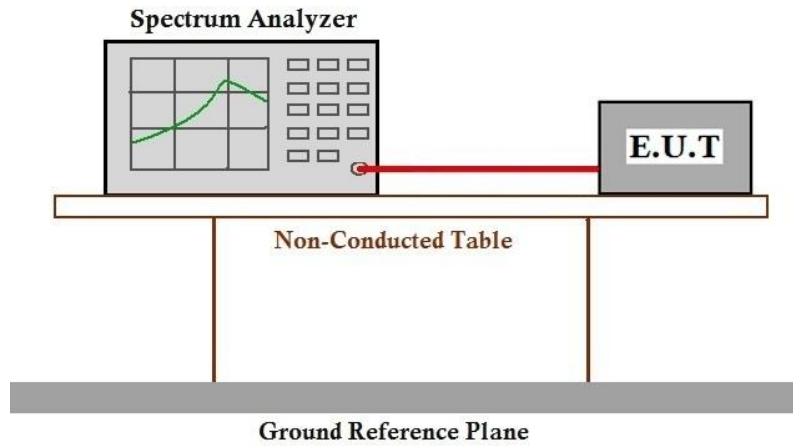 Spectrum Analyzer
E.U.T
Non-Conducted Table
Ground Reference Plane